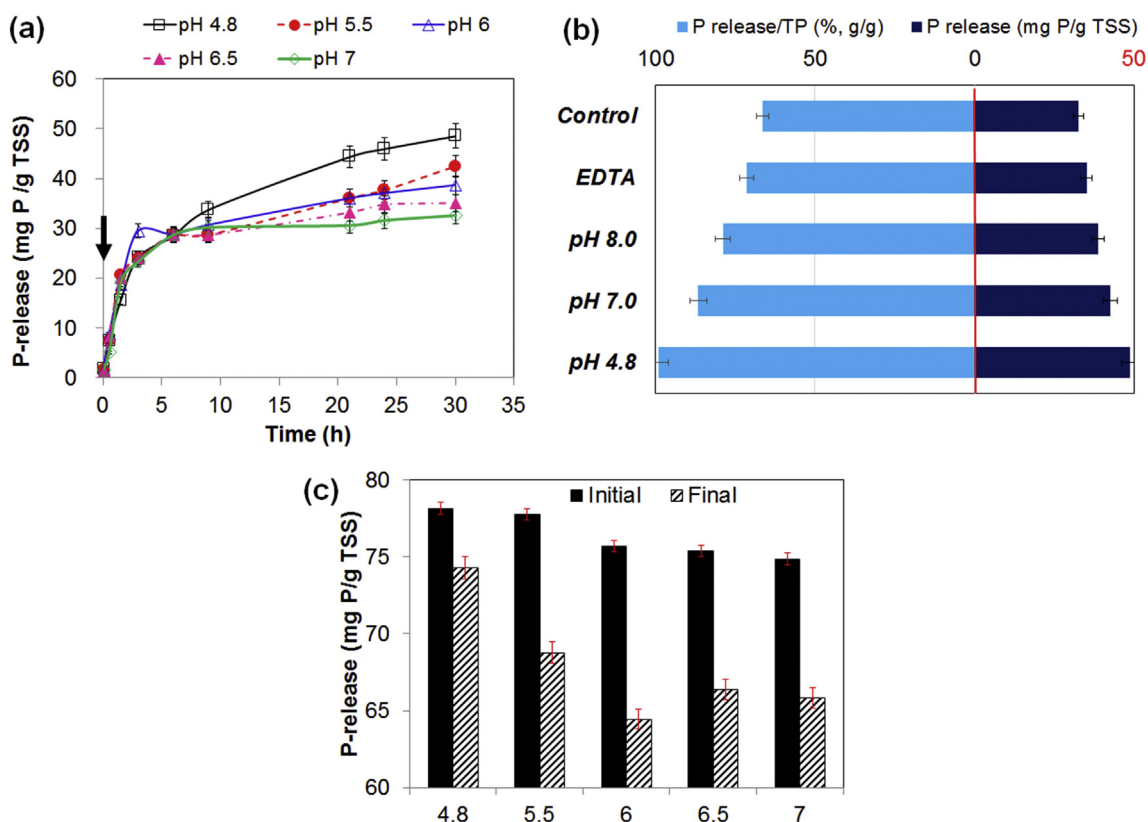 (a)
pH 4.8 pH 5.5 pH 6
pH 6.5 pH 7
P-release (mg P /g TSS)
60
50
40
30
20
10
0
0 5 10 15 20 25 30 35
Time (h)
(b)
P release/TP (%, g/g) P release (mg P/g TSS)
100 50 0 50
Control
EDTA
pH 8.0
pH 7.0
pH 4.8
(c)
Initial Final
P-release (mg P/g TSS)
80
75
70
65
60
4.8 5.5 6 6.5 7